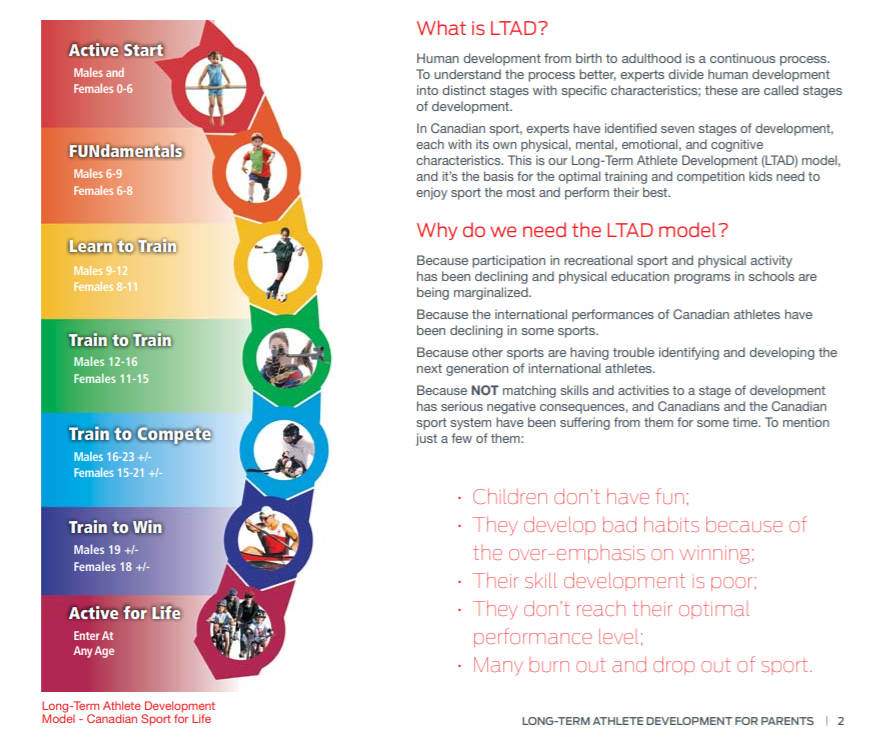 Active Start
Males and
Females 0-6
FUNdamentals
Males 6-9
Females 6-8
Learn to Train
Males 9-12
Females 8-11
Train to Train
Males 12-16
Females 11-15
Train to Compete
Males 16-23 +/-
Females 15-21 +/-
Train to Win
Males 19 +/-
Females 18 +/-
Active for Life
Enter At
Any Age
Long-Term Athlete Development
Model - Canadian Sport for Life
What is LTAD?
Human development from birth to adulthood is a continuous process.
To understand the process better, experts divide human development
into distinct stages with specific characteristics; these are called stages
of development.
In Canadian sport, experts have identified seven stages of development,
each with its own physical, mental, emotional, and cognitive
characteristics. This is our Long-Term Athlete Development (LTAD) model,
and it's the basis for the optimal training and competition kids need to
enjoy sport the most and perform their best.
Why do we need the LTAD model?
Because participation in recreational sport and physical activity
has been declining and physical education programs in schools are
being marginalized.
Because the international performances of Canadian athletes have
been declining in some sports.
Because other sports are having trouble identifying and developing the
next generation of international athletes.
Because NOT matching skills and activities to a stage of development
has serious negative consequences, and Canadians and the Canadian
sport system have been suffering from them for some time. To mention
just a few of them:
· Children don't have fun;
· They develop bad habits because of
the over-emphasis on winning;
· Their skill development is poor;
· They don't reach their optimal
performance level;
· Many burn out and drop out of sport.
LONG-TERM ATHLETE DEVELOPMENT FOR PARENTS | 2